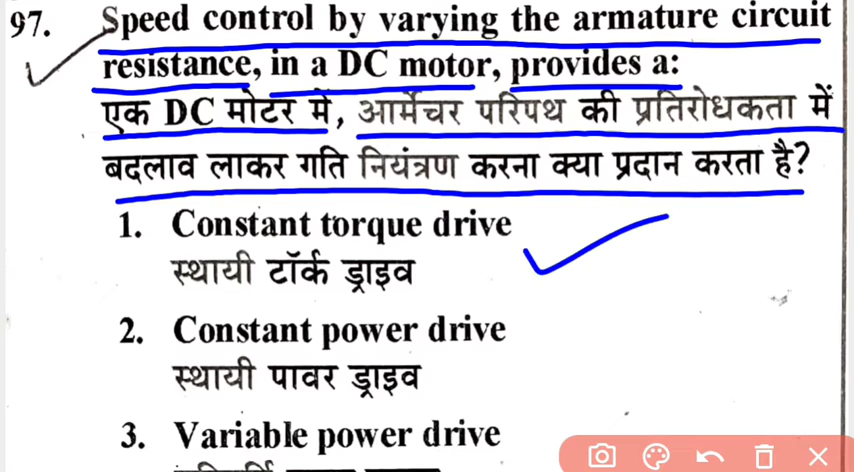 97. Speed control by varying the armature circuit
resistance, in a DC motor, provides a:
एक DC मोटर में, आर्मेचर परिपथ की प्रतिरोधकता में
बदलाव लाकर गति नियंत्रण करना क्या प्रदान करता है?
1. Constant torque drive
स्थायी टॉर्क ड्राइव
2. Constant power drive
स्थायी पावर ड्राइव
3. Variable power drive